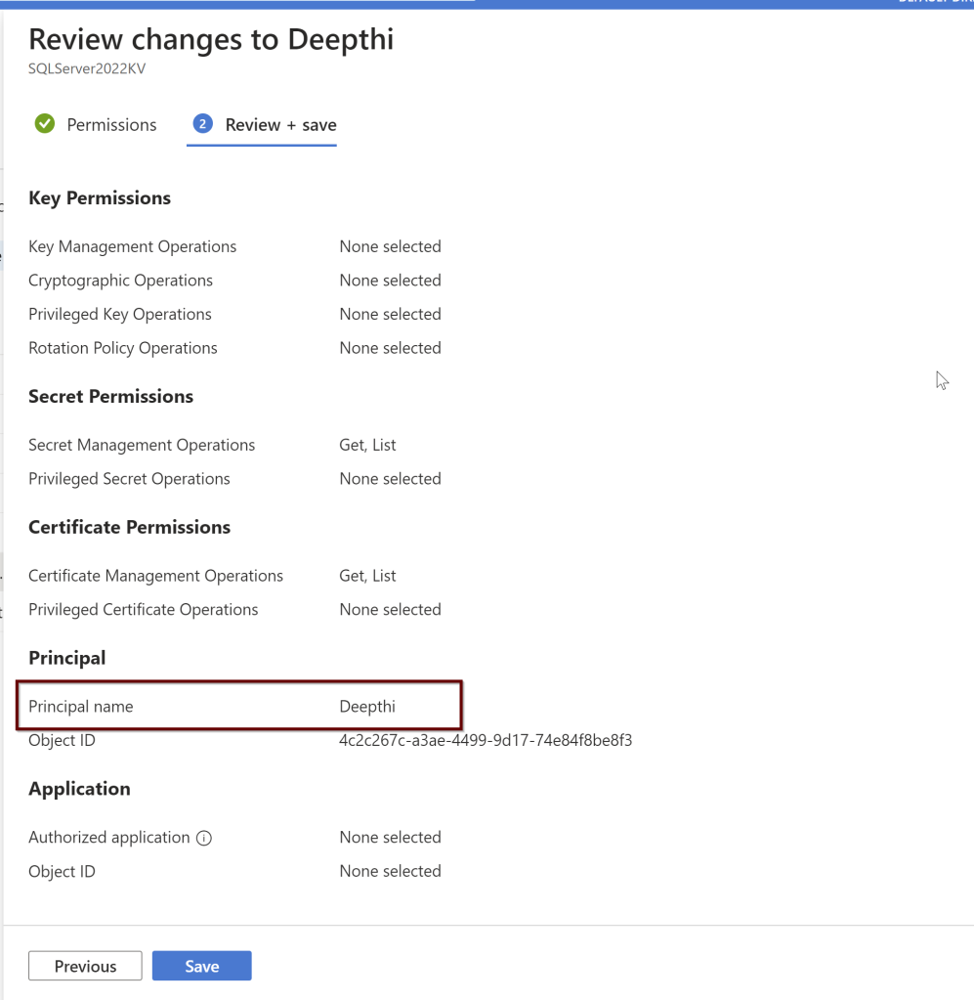 Review changes to Deepthi
SQLServer2022KV
Permissions 2 Review + save
Key Permissions
Key Management Operations None selected
Cryptographic Operations None selected
Privileged Key Operations None selected
Rotation Policy Operations None selected
Secret Permissions
Secret Management Operations Get, List
Privileged Secret Operations None selected
Certificate Permissions
Certificate Management Operations Get, List
Privileged Certificate Operations None selected
Principal
Principal name Deepthi
Object ID 4c2c267c-a3ae-4499-9d17-74e84f8be8f3
Application
Authorized application None selected
Object ID None selected
Previous Save